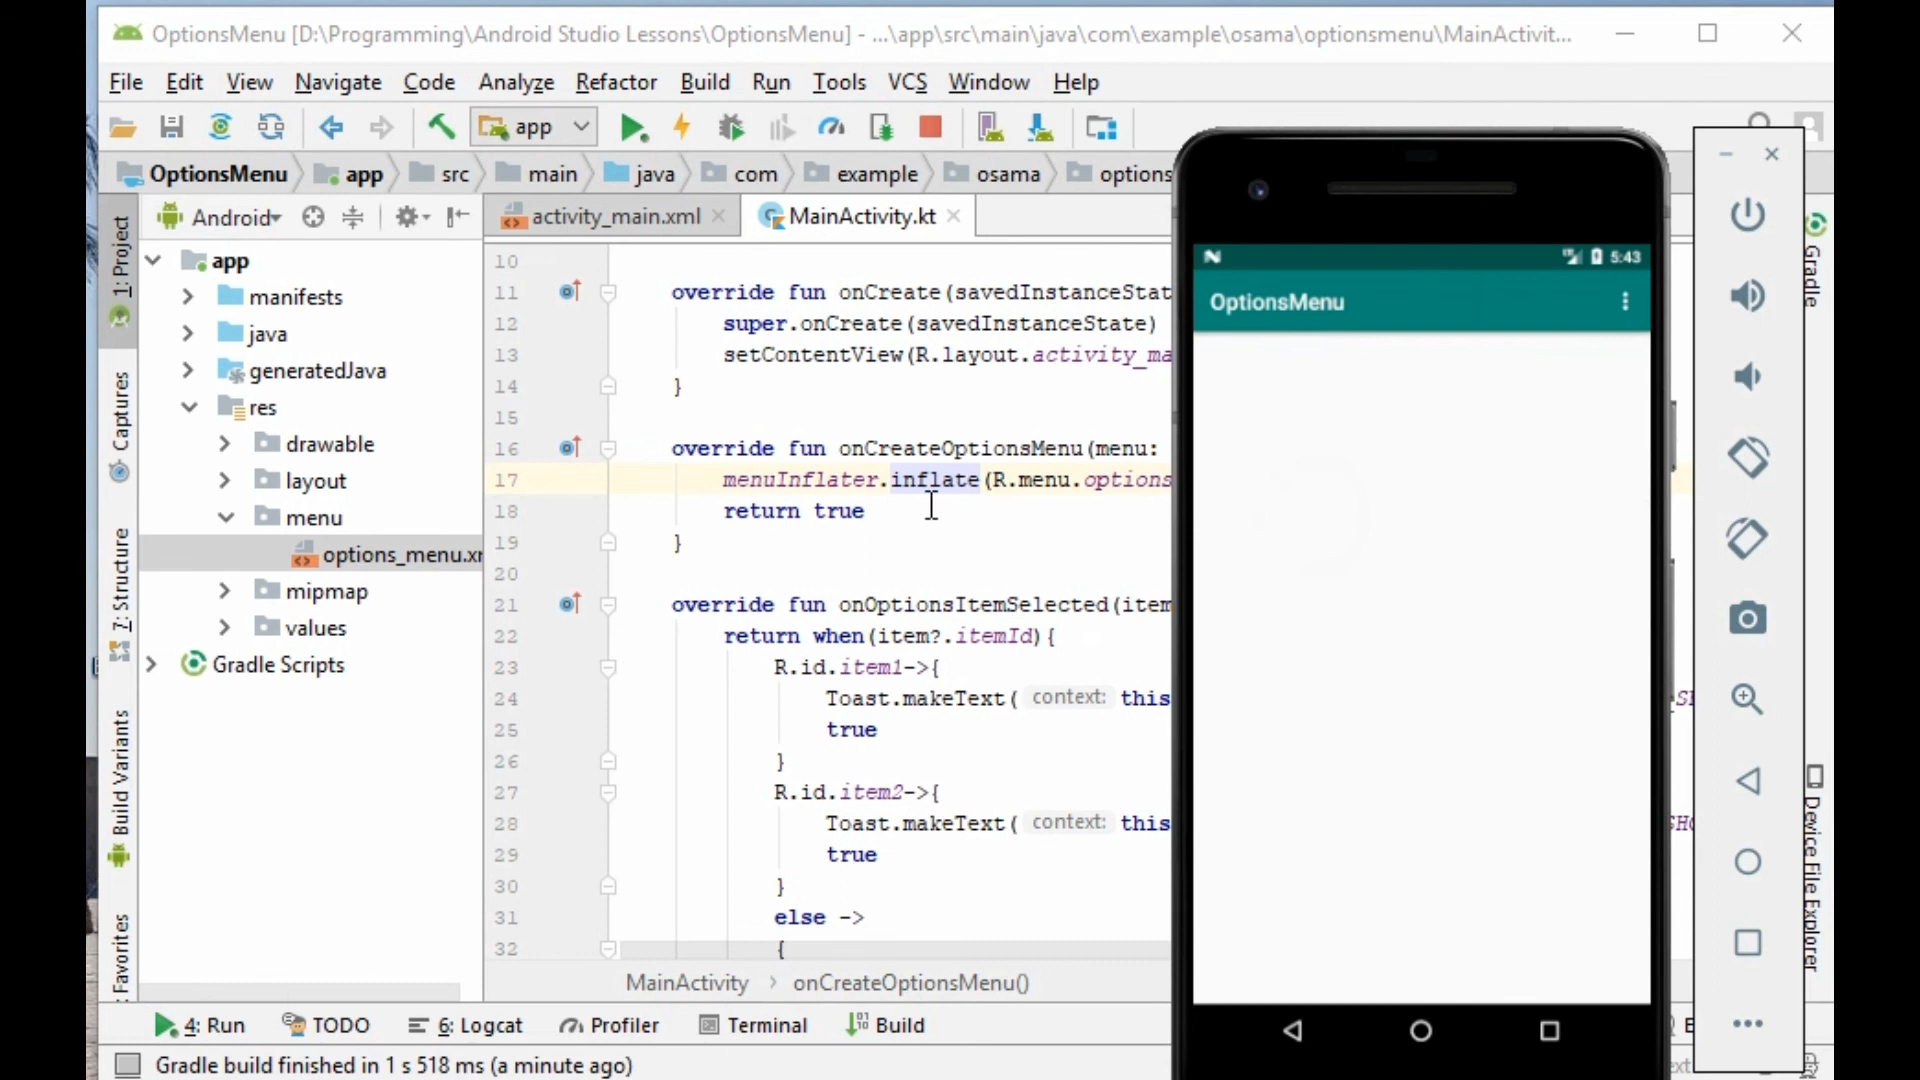 OptionsMenu [D:\Programming\Android Studio Lessons\OptionsMenu] - ...\app\src\main\java\com\example\osama\optionsmenu\MainActivit...
File Edit View Navigate Code Analyze Refactor Build Run Tools VCS Window Help
app
OptionsMenu app src main java com example osama options
Android
activity_main.xml
MainActivity.kt
1: Project
Captures
7: Structure
Build Variants
Favorites
app
manifests
java
generatedJava
res
drawable
layout
menu
options_menu.x
mipmap
values
Gradle Scripts
10
11 override fun onCreate(savedInstanceStat
12 super.onCreate(savedInstanceState)
13 setContentView(R.layout.activity_ma
14 }
15
16 override fun onCreateOptionsMenu(menu:
17 menuInflater.inflate(R.menu.options
18 return true
19 }
20
21 override fun onOptionsItemSelected(item
22 return when(item?.itemId){
23 R.id.item1->{
24 Toast.makeText( context: this
25 true
26 }
27 R.id.item2->{
28 Toast.makeText( context: this
29 true
30 }
31 else ->
32 {
MainActivity › onCreateOptionsMenu()
5:43
OptionsMenu
Gradle
Device File Explorer
4: Run TODO 6: Logcat Profiler Terminal Build
Gradle build finished in 1 s 518 ms (a minute ago)